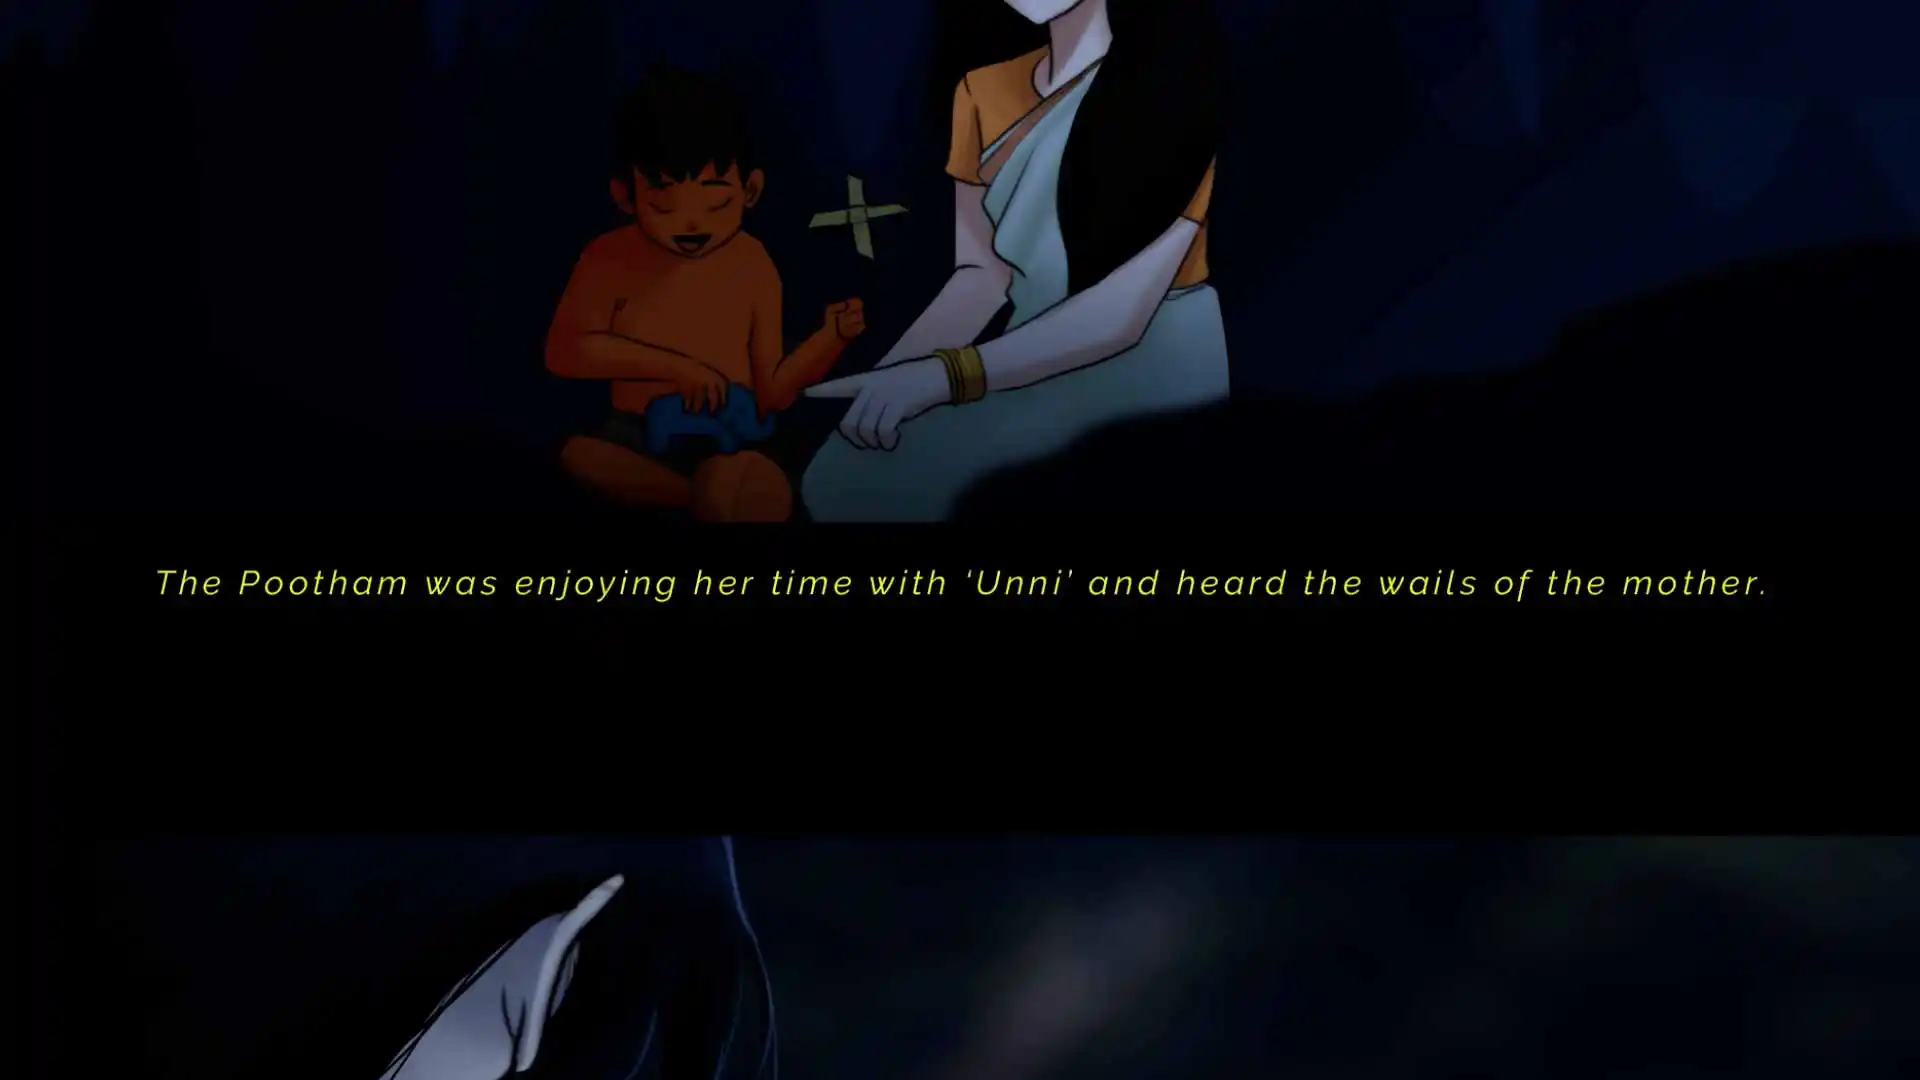 The Pootham was enjoying her time with ‘Unni’ and heard the wails of the mother.